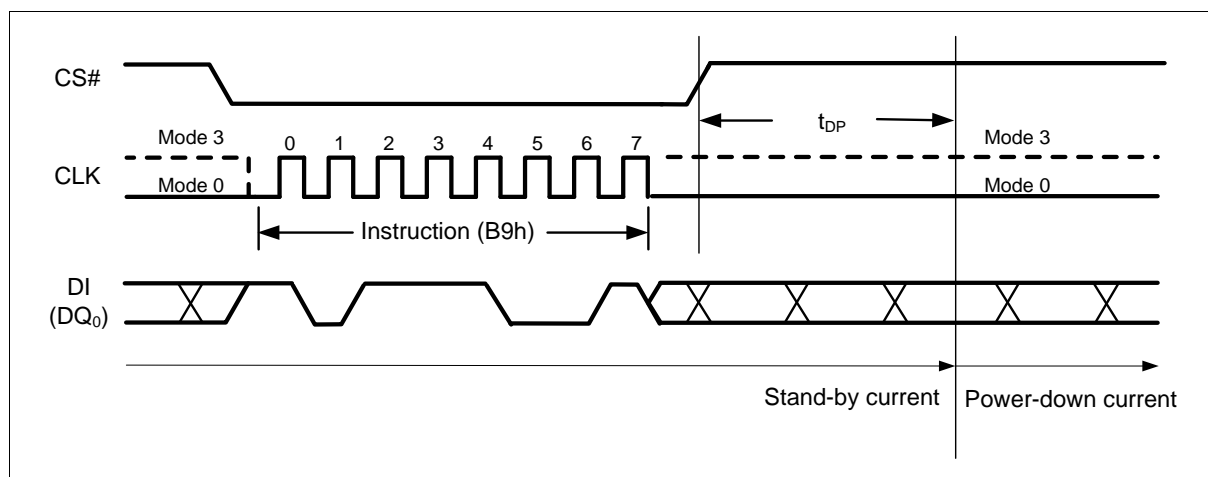 CS#
t_DP
Mode 3
0 1 2 3 4 5 6 7
Mode 3
CLK
Mode 0
Mode 0
Instruction (B9h)
DI
(DQ₀)
Stand-by current
Power-down current